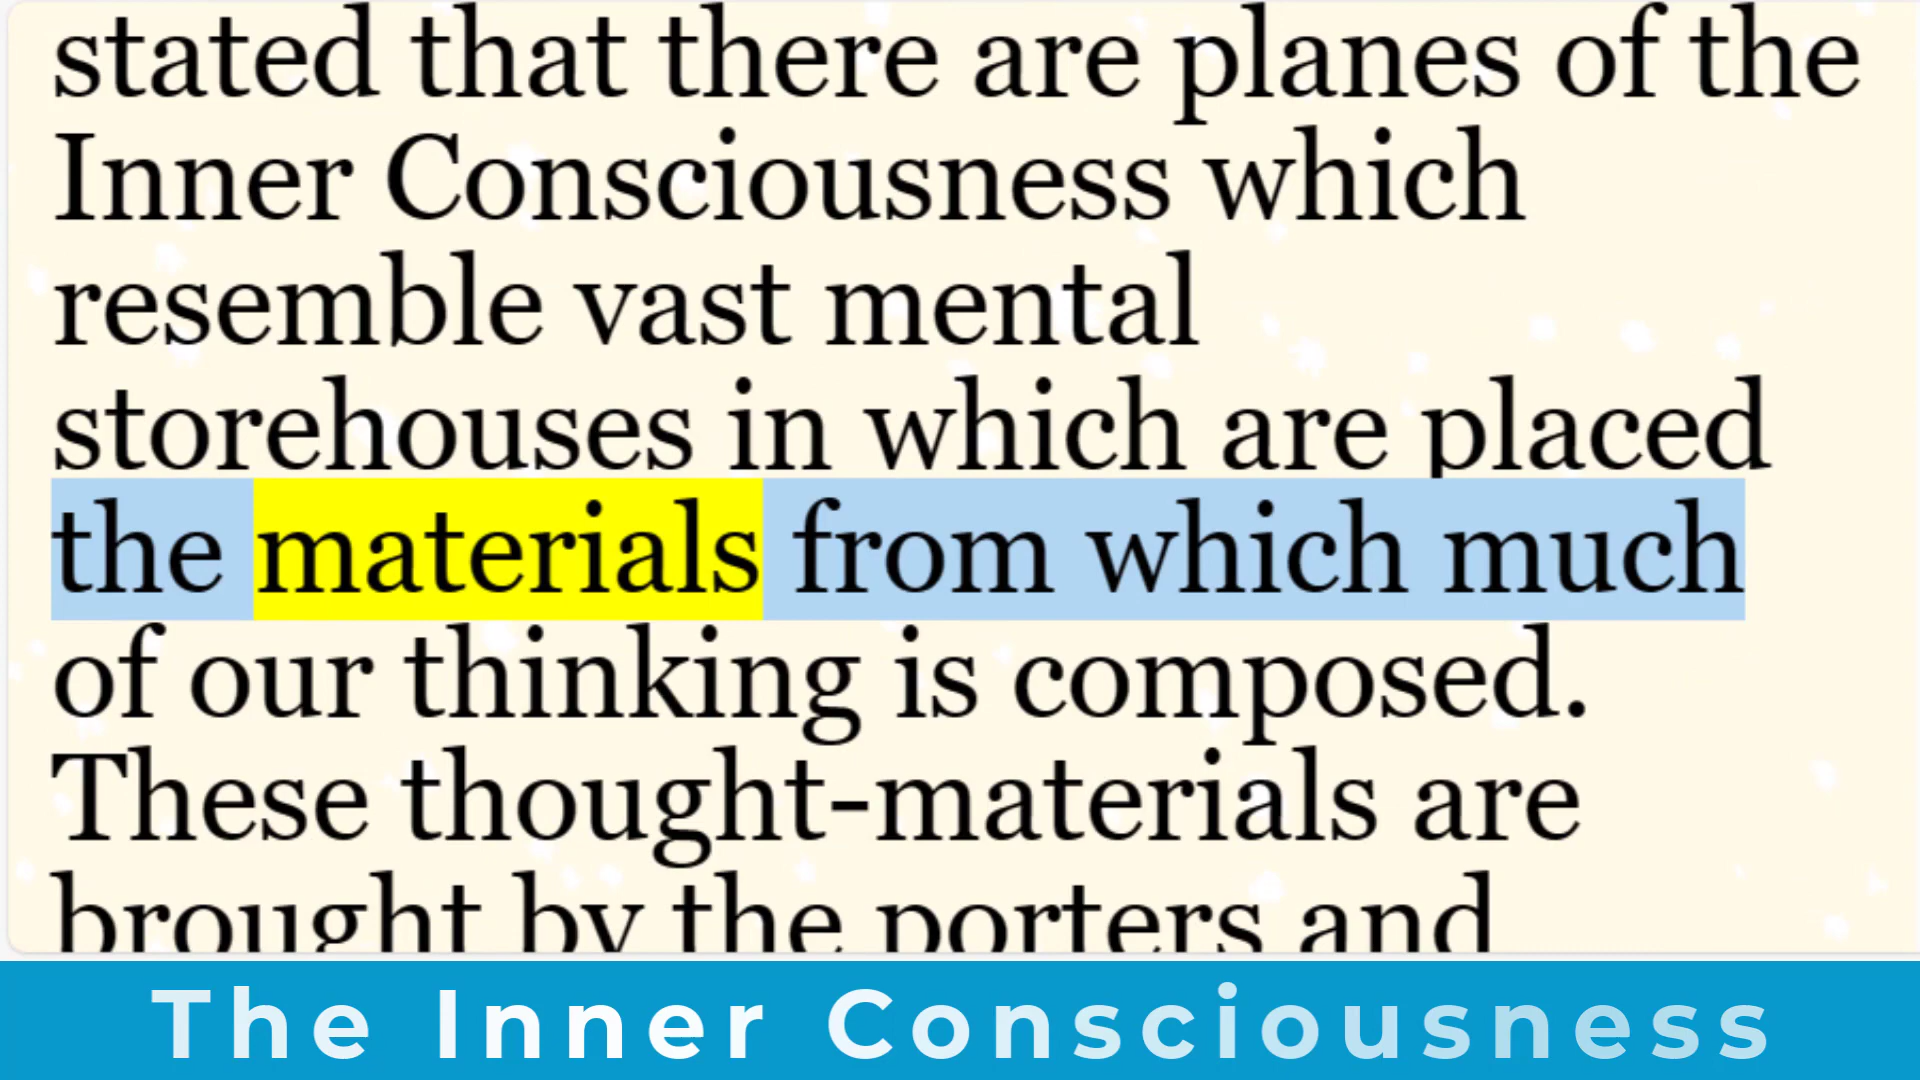 stated that there are planes of the
Inner Consciousness which
resemble vast mental
storehouses in which are placed
the materials from which much
of our thinking is composed.
These thought-materials are
brought by the porters and
The Inner Consciousness